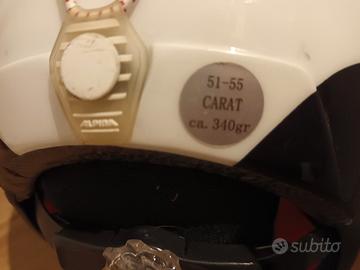 51-55
CARAT
ca. 340gr
ALPINA
subito